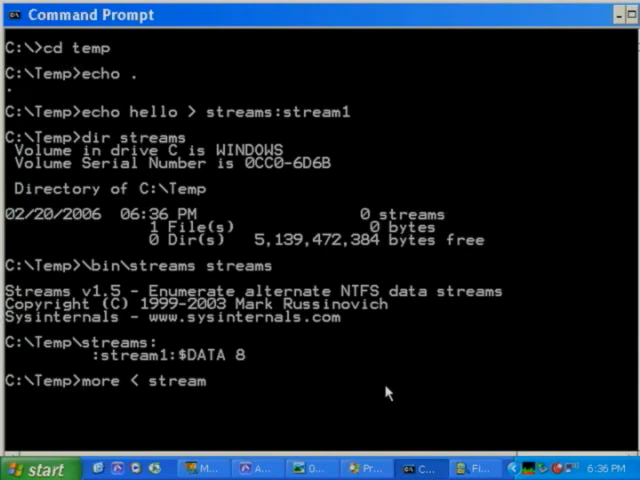 Command Prompt
C:\>cd temp
C:\Temp>echo .
.
C:\Temp>echo hello > streams:stream1
C:\Temp>dir streams
Volume in drive C is WINDOWS
Volume Serial Number is 0CC0-6D6B
Directory of C:\Temp
02/20/2006 06:36 PM 0 streams
1 File(s) 0 bytes
0 Dir(s) 5,139,472,384 bytes free
C:\Temp>\bin\streams streams
Streams v1.5 - Enumerate alternate NTFS data streams
Copyright (C) 1999-2003 Mark Russinovich
Sysinternals - www.sysinternals.com
C:\Temp\streams:
:stream1:$DATA 8
C:\Temp>more < stream
start M... A... 0... Pr... C... Fi... 6:36 PM